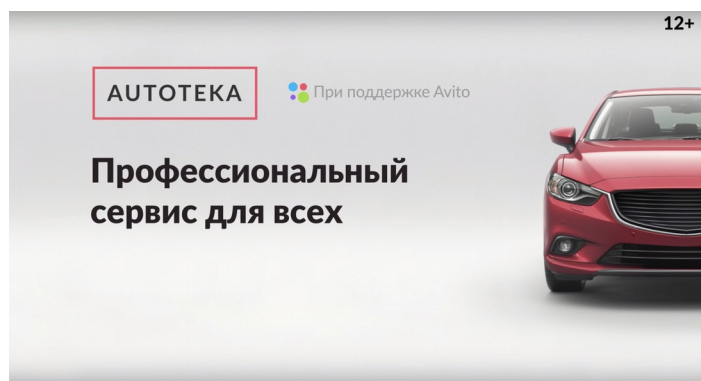 12+
AUTOTEKA
При поддержке Avito
Профессиональный
сервис для всех